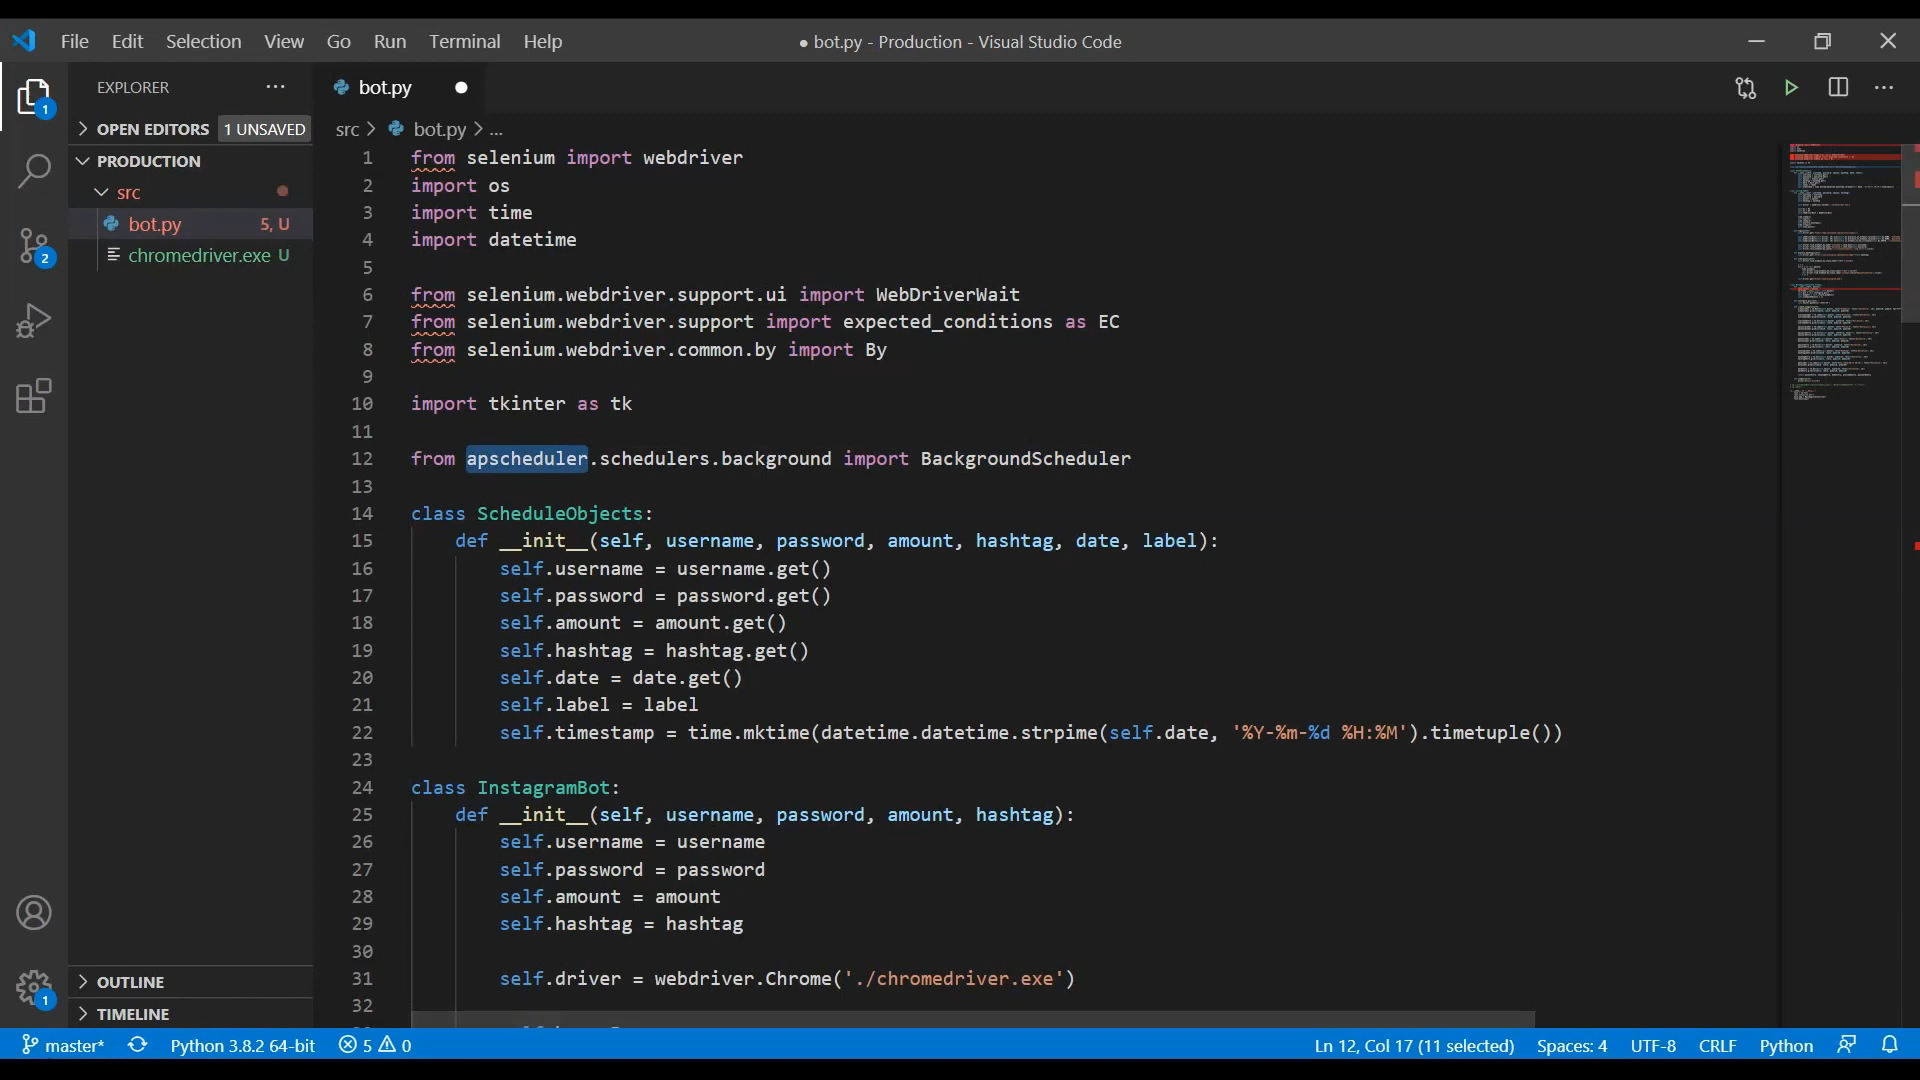 File Edit Selection View Go Run Terminal Help
● bot.py - Production - Visual Studio Code
EXPLORER ...
OPEN EDITORS 1 UNSAVED
PRODUCTION
src
bot.py 5, U
chromedriver.exe U
OUTLINE
TIMELINE
1
2
1
bot.py
src > bot.py > ...
1 from selenium import webdriver
2 import os
3 import time
4 import datetime
5
6 from selenium.webdriver.support.ui import WebDriverWait
7 from selenium.webdriver.support import expected_conditions as EC
8 from selenium.webdriver.common.by import By
9
10 import tkinter as tk
11
12 from apscheduler.schedulers.background import BackgroundScheduler
13
14 class ScheduleObjects:
15 def __init__(self, username, password, amount, hashtag, date, label):
16 self.username = username.get()
17 self.password = password.get()
18 self.amount = amount.get()
19 self.hashtag = hashtag.get()
20 self.date = date.get()
21 self.label = label
22 self.timestamp = time.mktime(datetime.datetime.strpime(self.date, '%Y-%m-%d %H:%M').timetuple())
23
24 class InstagramBot:
25 def __init__(self, username, password, amount, hashtag):
26 self.username = username
27 self.password = password
28 self.amount = amount
29 self.hashtag = hashtag
30
31 self.driver = webdriver.Chrome('./chromedriver.exe')
32
master* Python 3.8.2 64-bit 5 0
Ln 12, Col 17 (11 selected) Spaces: 4 UTF-8 CRLF Python